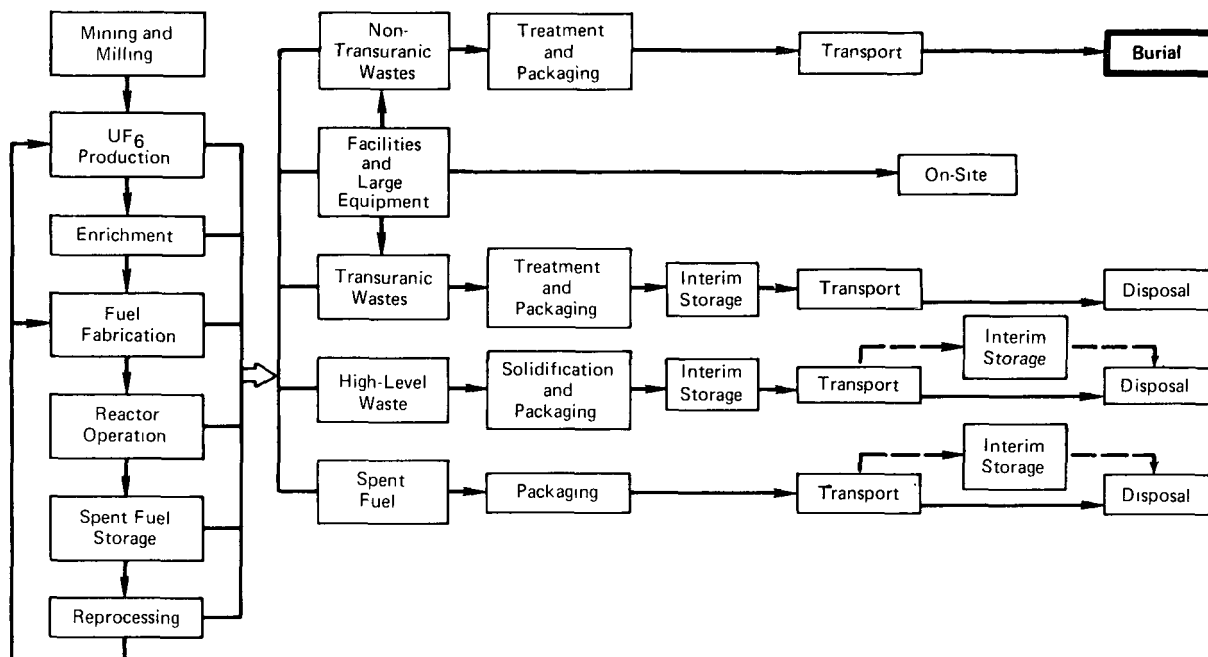 Mining and
Milling
UF6
Production
Enrichment
Fuel
Fabrication
Reactor
Operation
Spent Fuel
Storage
Reprocessing
Non-
Transuranic
Wastes
Treatment
and
Packaging
Transport
Burial
Facilities
and
Large
Equipment
On-Site
Transuranic
Wastes
Treatment
and
Packaging
Interim
Storage
Transport
Disposal
High-Level
Waste
Solidification
and
Packaging
Interim
Storage
Transport
Interim
Storage
Disposal
Spent
Fuel
Packaging
Transport
Interim
Storage
Disposal